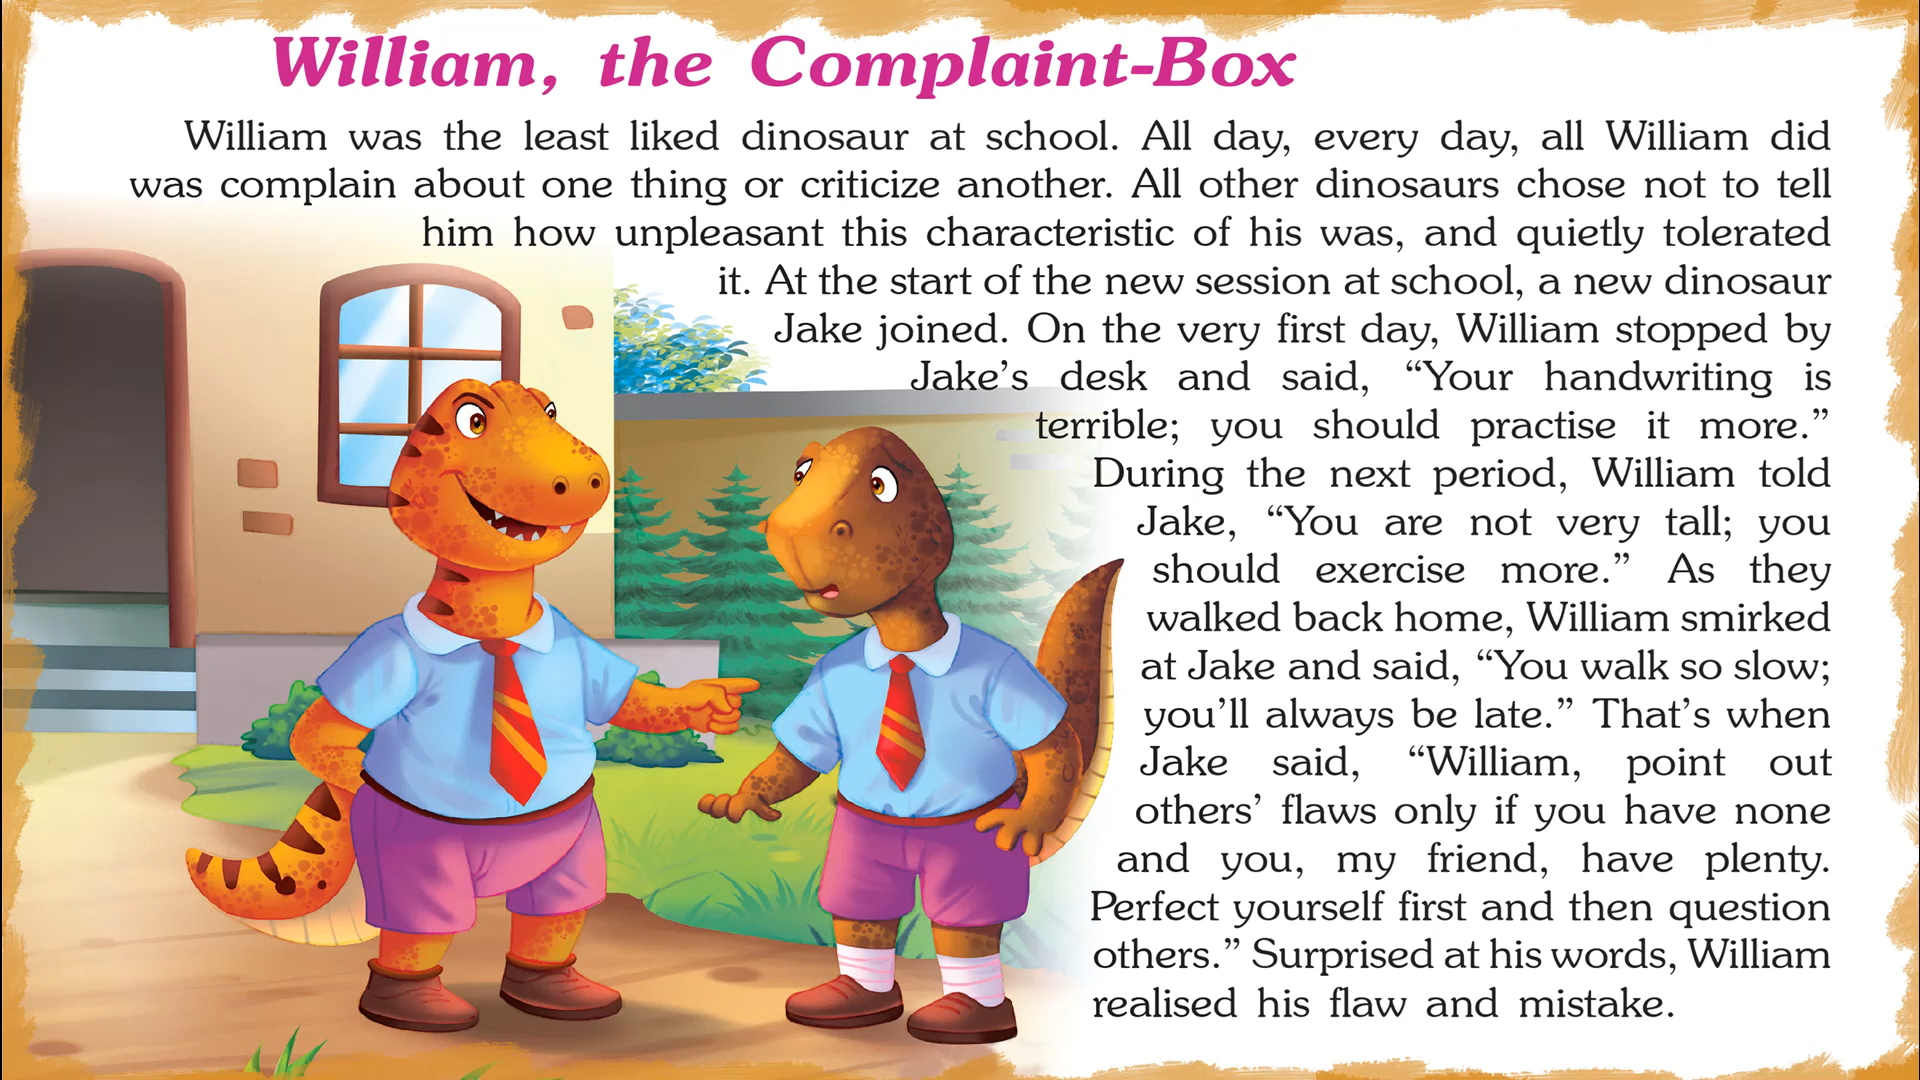 William, the Complaint-Box
William was the least liked dinosaur at school. All day, every day, all William did
was complain about one thing or criticize another. All other dinosaurs chose not to tell
him how unpleasant this characteristic of his was, and quietly tolerated
it. At the start of the new session at school, a new dinosaur
Jake joined. On the very first day, William stopped by
Jake’s desk and said, “Your handwriting is
terrible; you should practise it more.”
During the next period, William told
Jake, “You are not very tall; you
should exercise more.” As they
walked back home, William smirked
at Jake and said, “You walk so slow;
you’ll always be late.” That’s when
Jake said, “William, point out
others’ flaws only if you have none
and you, my friend, have plenty.
Perfect yourself first and then question
others.” Surprised at his words, William
realised his flaw and mistake.